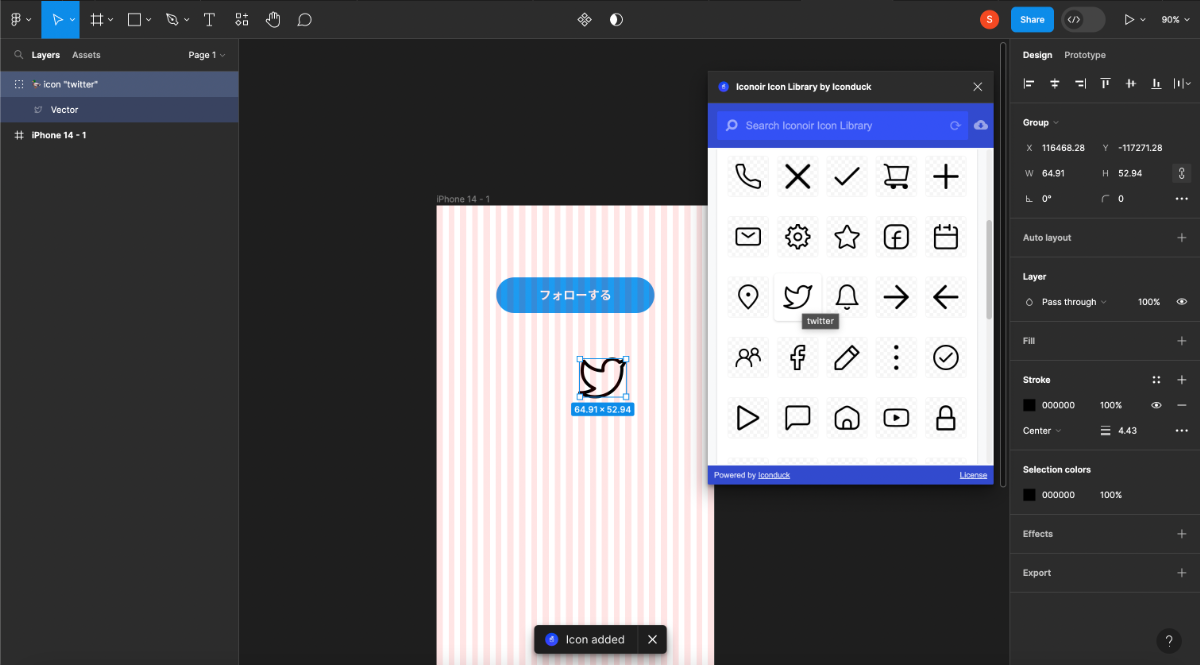 S
Share
90%
Layers
Assets
Page 1
icon "twitter"
Vector
iPhone 14 - 1
iPhone 14 - 1
フォローする
64.91 × 52.94
Icon added
Iconoir Icon Library by Iconduck
Search Iconoir Icon Library
twitter
Powered by Iconduck
License
Design
Prototype
Group
X 116468.28 Y -117271.28
W 64.91 H 52.94
0° 0
Auto layout
Layer
Pass through 100%
Fill
Stroke
000000 100%
Center 4.43
Selection colors
000000 100%
Effects
Export
?